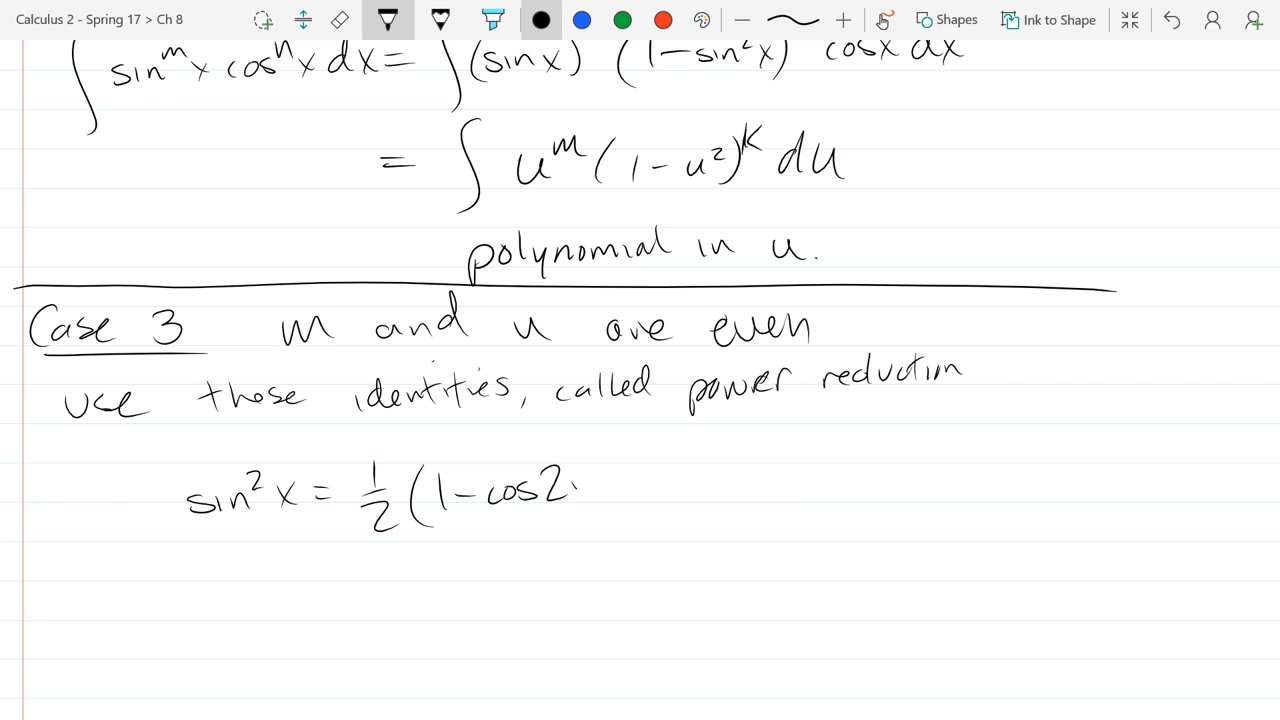 Calculus 2 - Spring 17 > Ch 8
Shapes
Ink to Shape
∫ sin^m x cos^n x dx = ∫ (sin x) (1 - sin²x) cos x dx
= ∫ u^m (1 - u²)^k du
polynomial in u.
Case 3 m and n are even
use these identities, called power reduction
sin² x = 1/2 (1 - cos 2